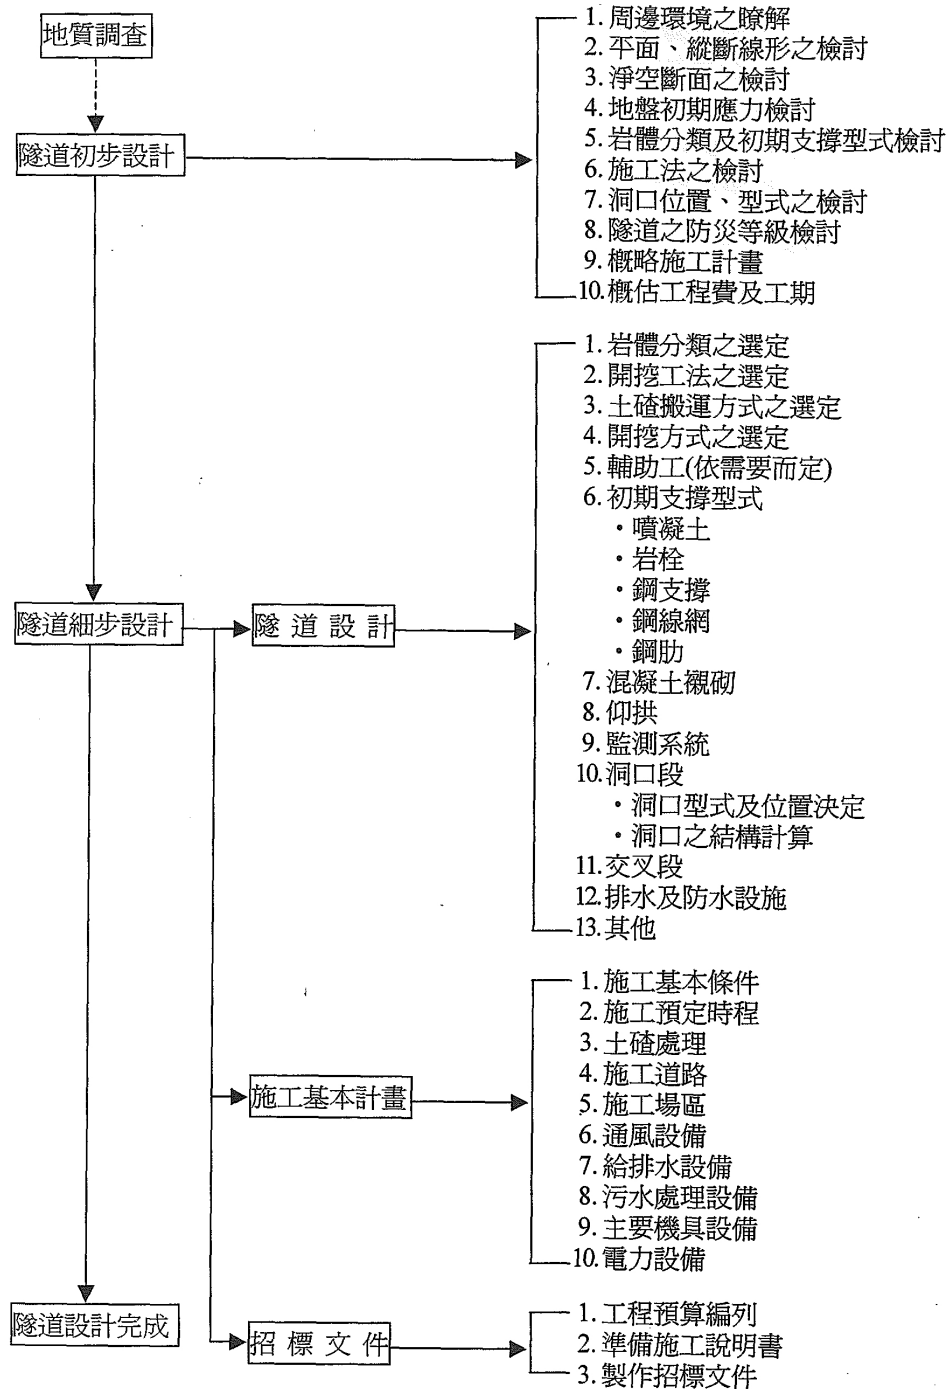 地質調查
隧道初步設計
1. 周邊環境之瞭解
2. 平面、縱斷線形之檢討
3. 淨空斷面之檢討
4. 地盤初期應力檢討
5. 岩體分類及初期支撐型式檢討
6. 施工法之檢討
7. 洞口位置、型式之檢討
8. 隧道之防災等級檢討
9. 概略施工計畫
10. 概估工程費及工期
隧道細步設計
隧道設計
1. 岩體分類之選定
2. 開挖工法之選定
3. 土碴搬運方式之選定
4. 開挖方式之選定
5. 輔助工(依需要而定)
6. 初期支撐型式
・噴凝土
・岩栓
・鋼支撐
・鋼線網
・鋼肋
7. 混凝土襯砌
8. 仰拱
9. 監測系統
10. 洞口段
・洞口型式及位置決定
・洞口之結構計算
11. 交叉段
12. 排水及防水設施
13. 其他
施工基本計畫
1. 施工基本條件
2. 施工預定時程
3. 土碴處理
4. 施工道路
5. 施工場區
6. 通風設備
7. 給排水設備
8. 污水處理設備
9. 主要機具設備
10. 電力設備
隧道設計完成
招標文件
1. 工程預算編列
2. 準備施工說明書
3. 製作招標文件